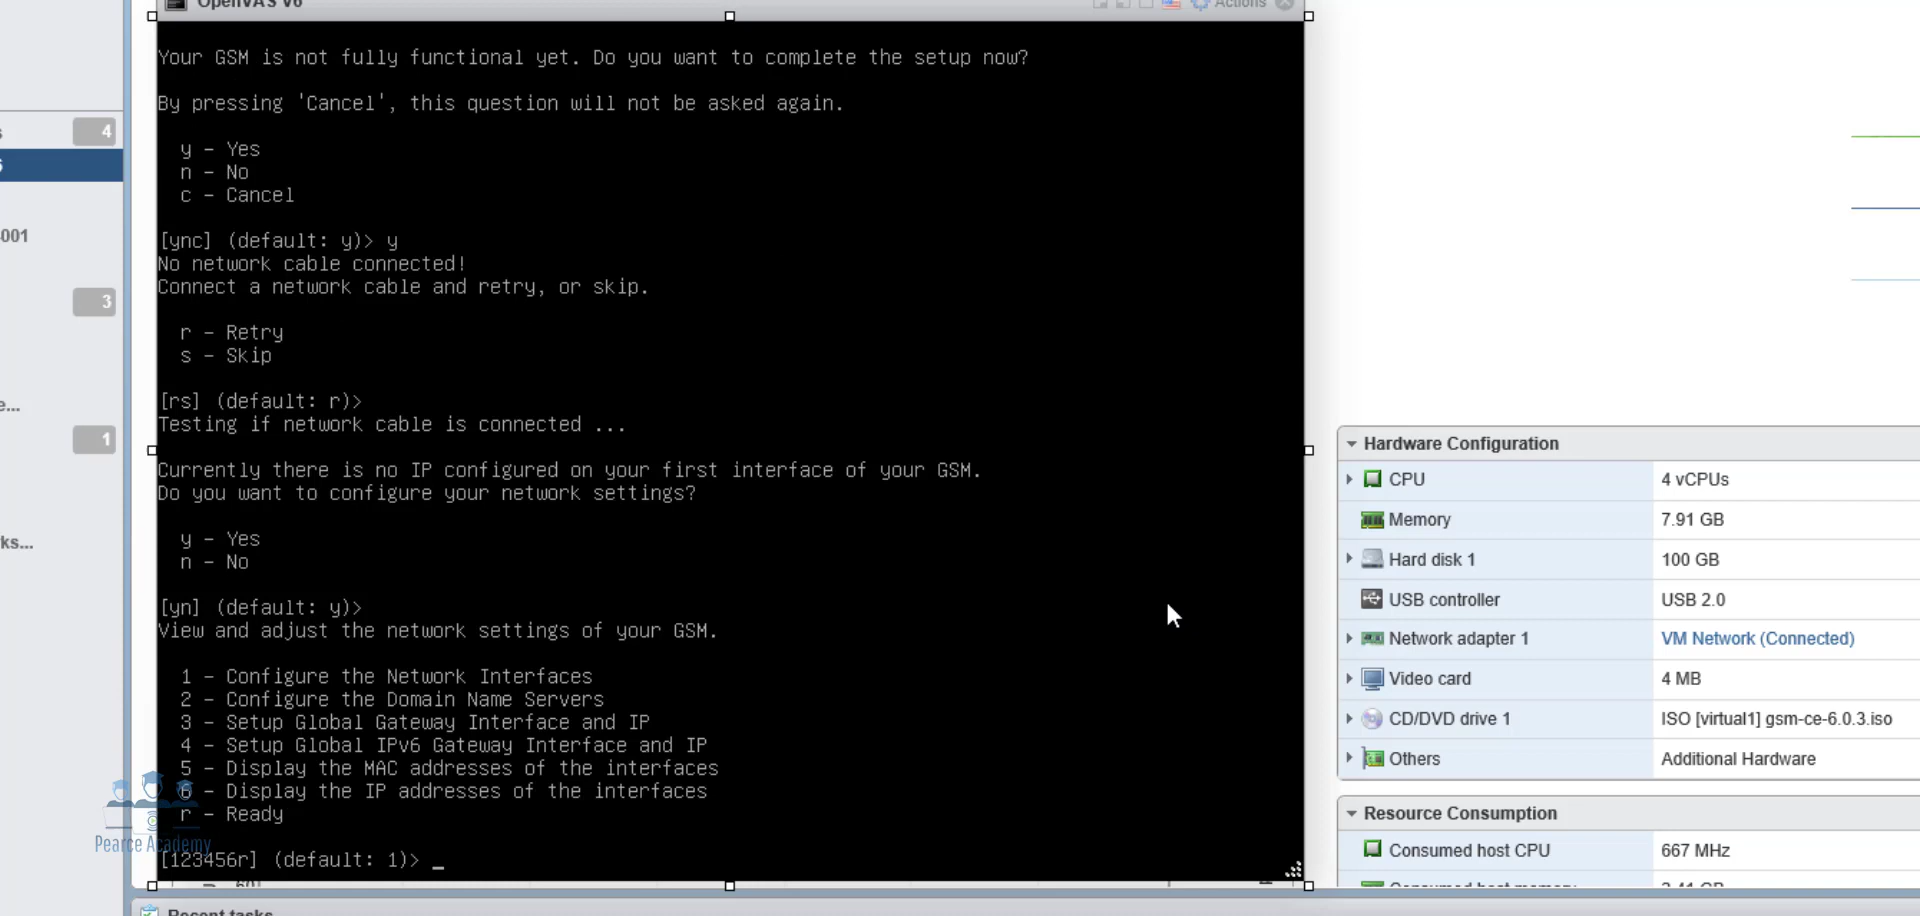 OpenVAS v6
Actions
Your GSM is not fully functional yet. Do you want to complete the setup now?
By pressing 'Cancel', this question will not be asked again.
y - Yes
n - No
c - Cancel
[ync] (default: y)> y
No network cable connected!
Connect a network cable and retry, or skip.
r - Retry
s - Skip
[rs] (default: r)>
Testing if network cable is connected ...
Currently there is no IP configured on your first interface of your GSM.
Do you want to configure your network settings?
y - Yes
n - No
[yn] (default: y)>
View and adjust the network settings of your GSM.
1 - Configure the Network Interfaces
2 - Configure the Domain Name Servers
3 - Setup Global Gateway Interface and IP
4 - Setup Global IPv6 Gateway Interface and IP
5 - Display the MAC addresses of the interfaces
6 - Display the IP addresses of the interfaces
r - Ready
[123456r] (default: 1)> _
4
001
3
e...
1
ks...
Pearce Academy
Hardware Configuration
CPU 4 vCPUs
Memory 7.91 GB
Hard disk 1 100 GB
USB controller USB 2.0
Network adapter 1 VM Network (Connected)
Video card 4 MB
CD/DVD drive 1 ISO [virtual1] gsm-ce-6.0.3.iso
Others Additional Hardware
Resource Consumption
Consumed host CPU 667 MHz
Recent tasks